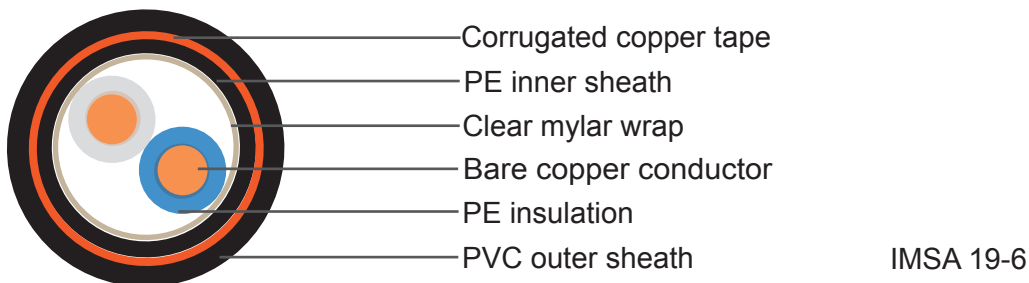 Corrugated copper tape
PE inner sheath
Clear mylar wrap
Bare copper conductor
PE insulation
PVC outer sheath
IMSA 19-6